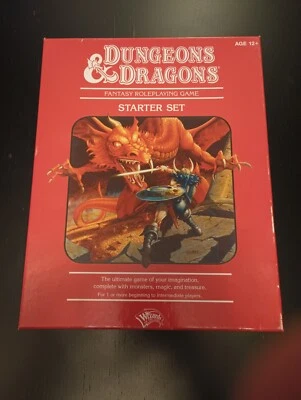 AGE 12+
DUNGEONS
& DRAGONS
FANTASY ROLEPLAYING GAME
STARTER SET
The ultimate game of your imagination,
complete with monsters, magic, and treasure.
For 1 or more beginning to intermediate players.
Wizards